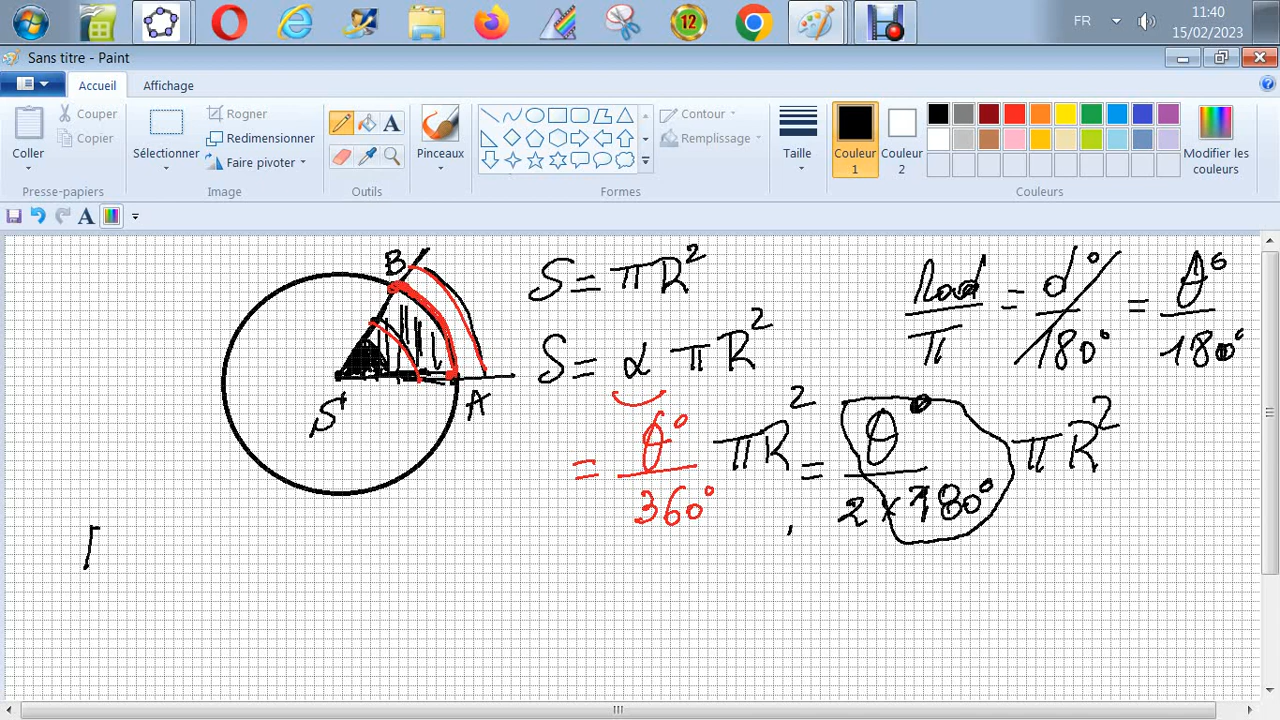 12
FR
11:40
15/02/2023
Sans titre - Paint
Accueil
Affichage
Coller
Couper
Copier
Presse-papiers
Sélectionner
Rogner
Redimensionner
Faire pivoter
Image
A
Outils
Pinceaux
Contour
Remplissage
Formes
Taille
Couleur 1
Couleur 2
Couleurs
Modifier les couleurs
A
B
A
S
S = πR²
S = α πR²
= θ° / 360° πR² = θ / 2 × 180° πR²
Rad / π = d° / 180° = θ° / 180°